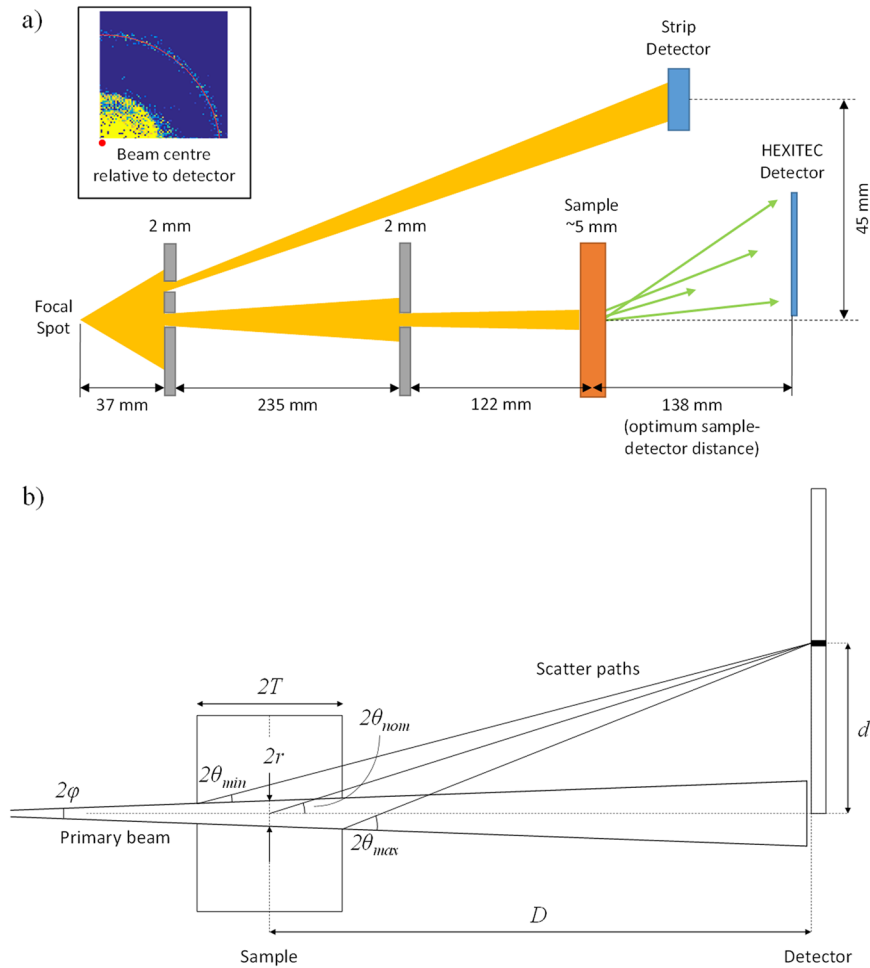 a)
Beam centre
relative to detector
Strip
Detector
HEXITEC
Detector
45 mm
2 mm
2 mm
Sample
~5 mm
Focal
Spot
37 mm
235 mm
122 mm
138 mm
(optimum sample-
detector distance)
b)
Scatter paths
2T
2θnom
2r
2θmin
d
2φ
Primary beam
2θmax
D
Sample
Detector